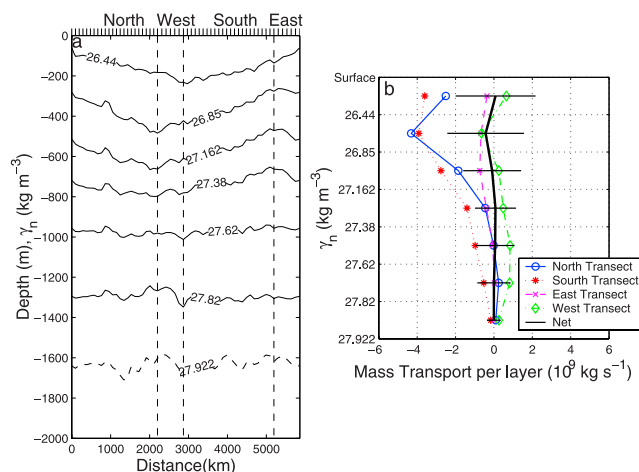 North West South East
a
0
−200
−400
−600
−800
−1000
−1200
−1400
−1600
−1800
−2000
Depth (m), γn (kg m−3)
26.44
26.85
27.162
27.38
27.62
27.82
27.922
0 1000 2000 3000 4000 5000
Distance(km)
b
Surface
26.44
26.85
27.162
27.38
27.62
27.82
27.922
γn (kg m−3)
−6 −4 −2 0 2 4 6
Mass Transport per layer (10^9 kg s−1)
North Transect
Sourth Transect
East Transect
West Transect
Net